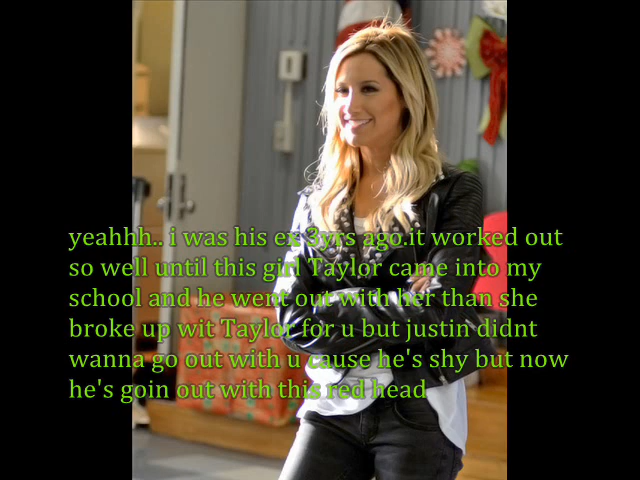 yeahhh.. i was his ex 3yrs ago.it worked out
so well until this girl Taylor came into my
school and he went out with her than she
broke up wit Taylor for u but justin didnt
wanna go out with u cause he's shy but now
he's goin out with this red head